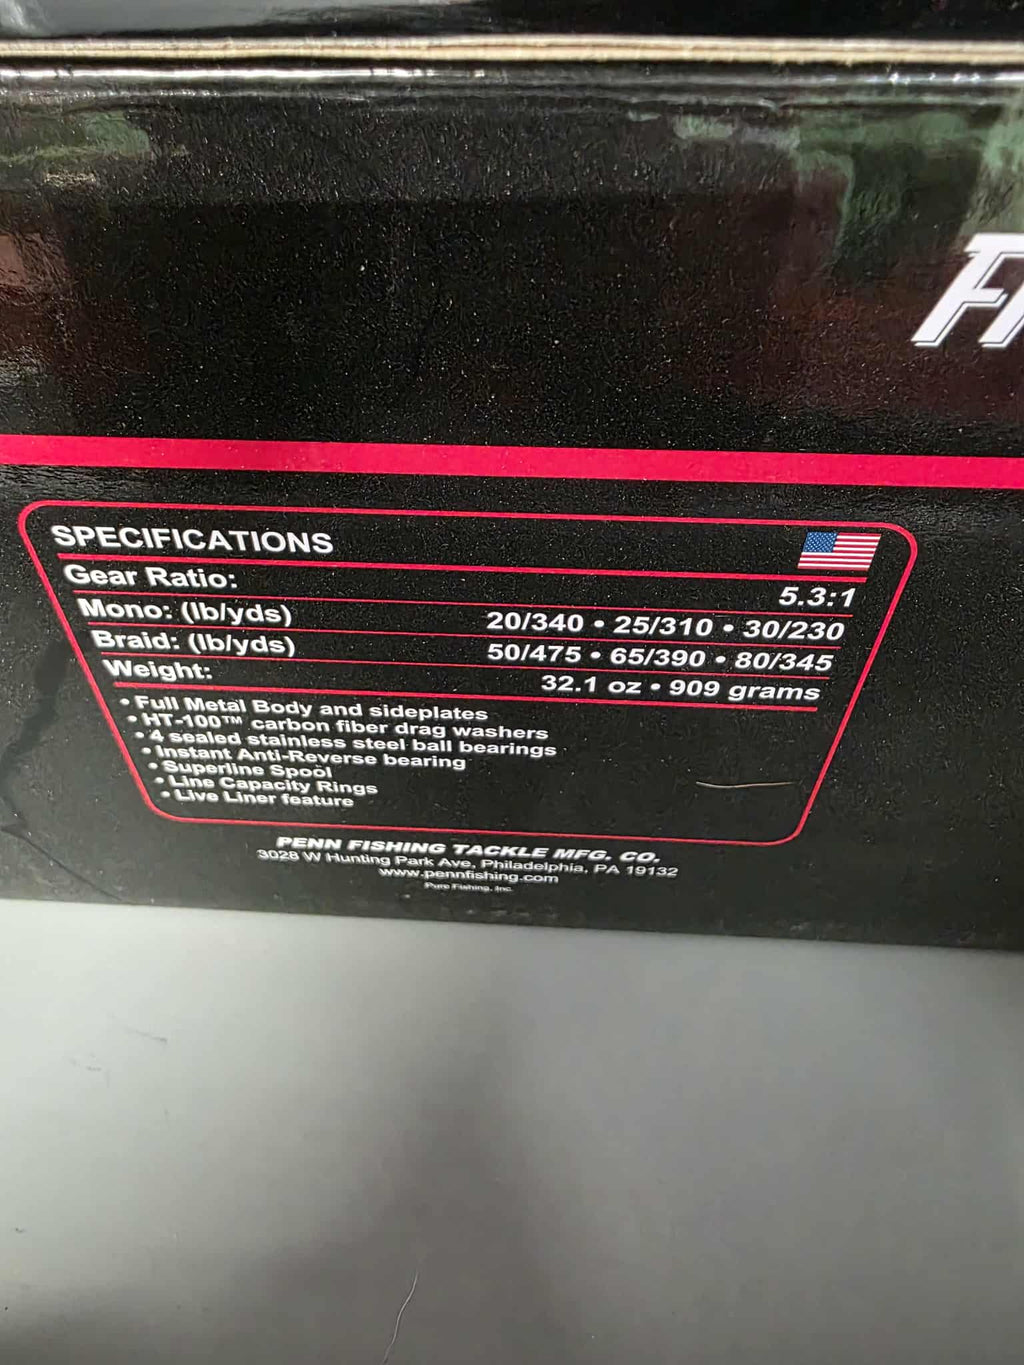 SPECIFICATIONS
Gear Ratio: 5.3:1
Mono: (lb/yds) 20/340 • 25/310 • 30/230
Braid: (lb/yds) 50/475 • 65/390 • 80/345
Weight: 32.1 oz • 909 grams
• Full Metal Body and sideplates
• HT-100™ carbon fiber drag washers
• 4 sealed stainless steel ball bearings
• Instant Anti-Reverse bearing
• Superline Spool
• Line Capacity Rings
• Live Liner feature
PENN FISHING TACKLE MFG. CO.
3028 W Hunting Park Ave, Philadelphia, PA 19132
www.pennfishing.com
Pure Fishing, Inc.